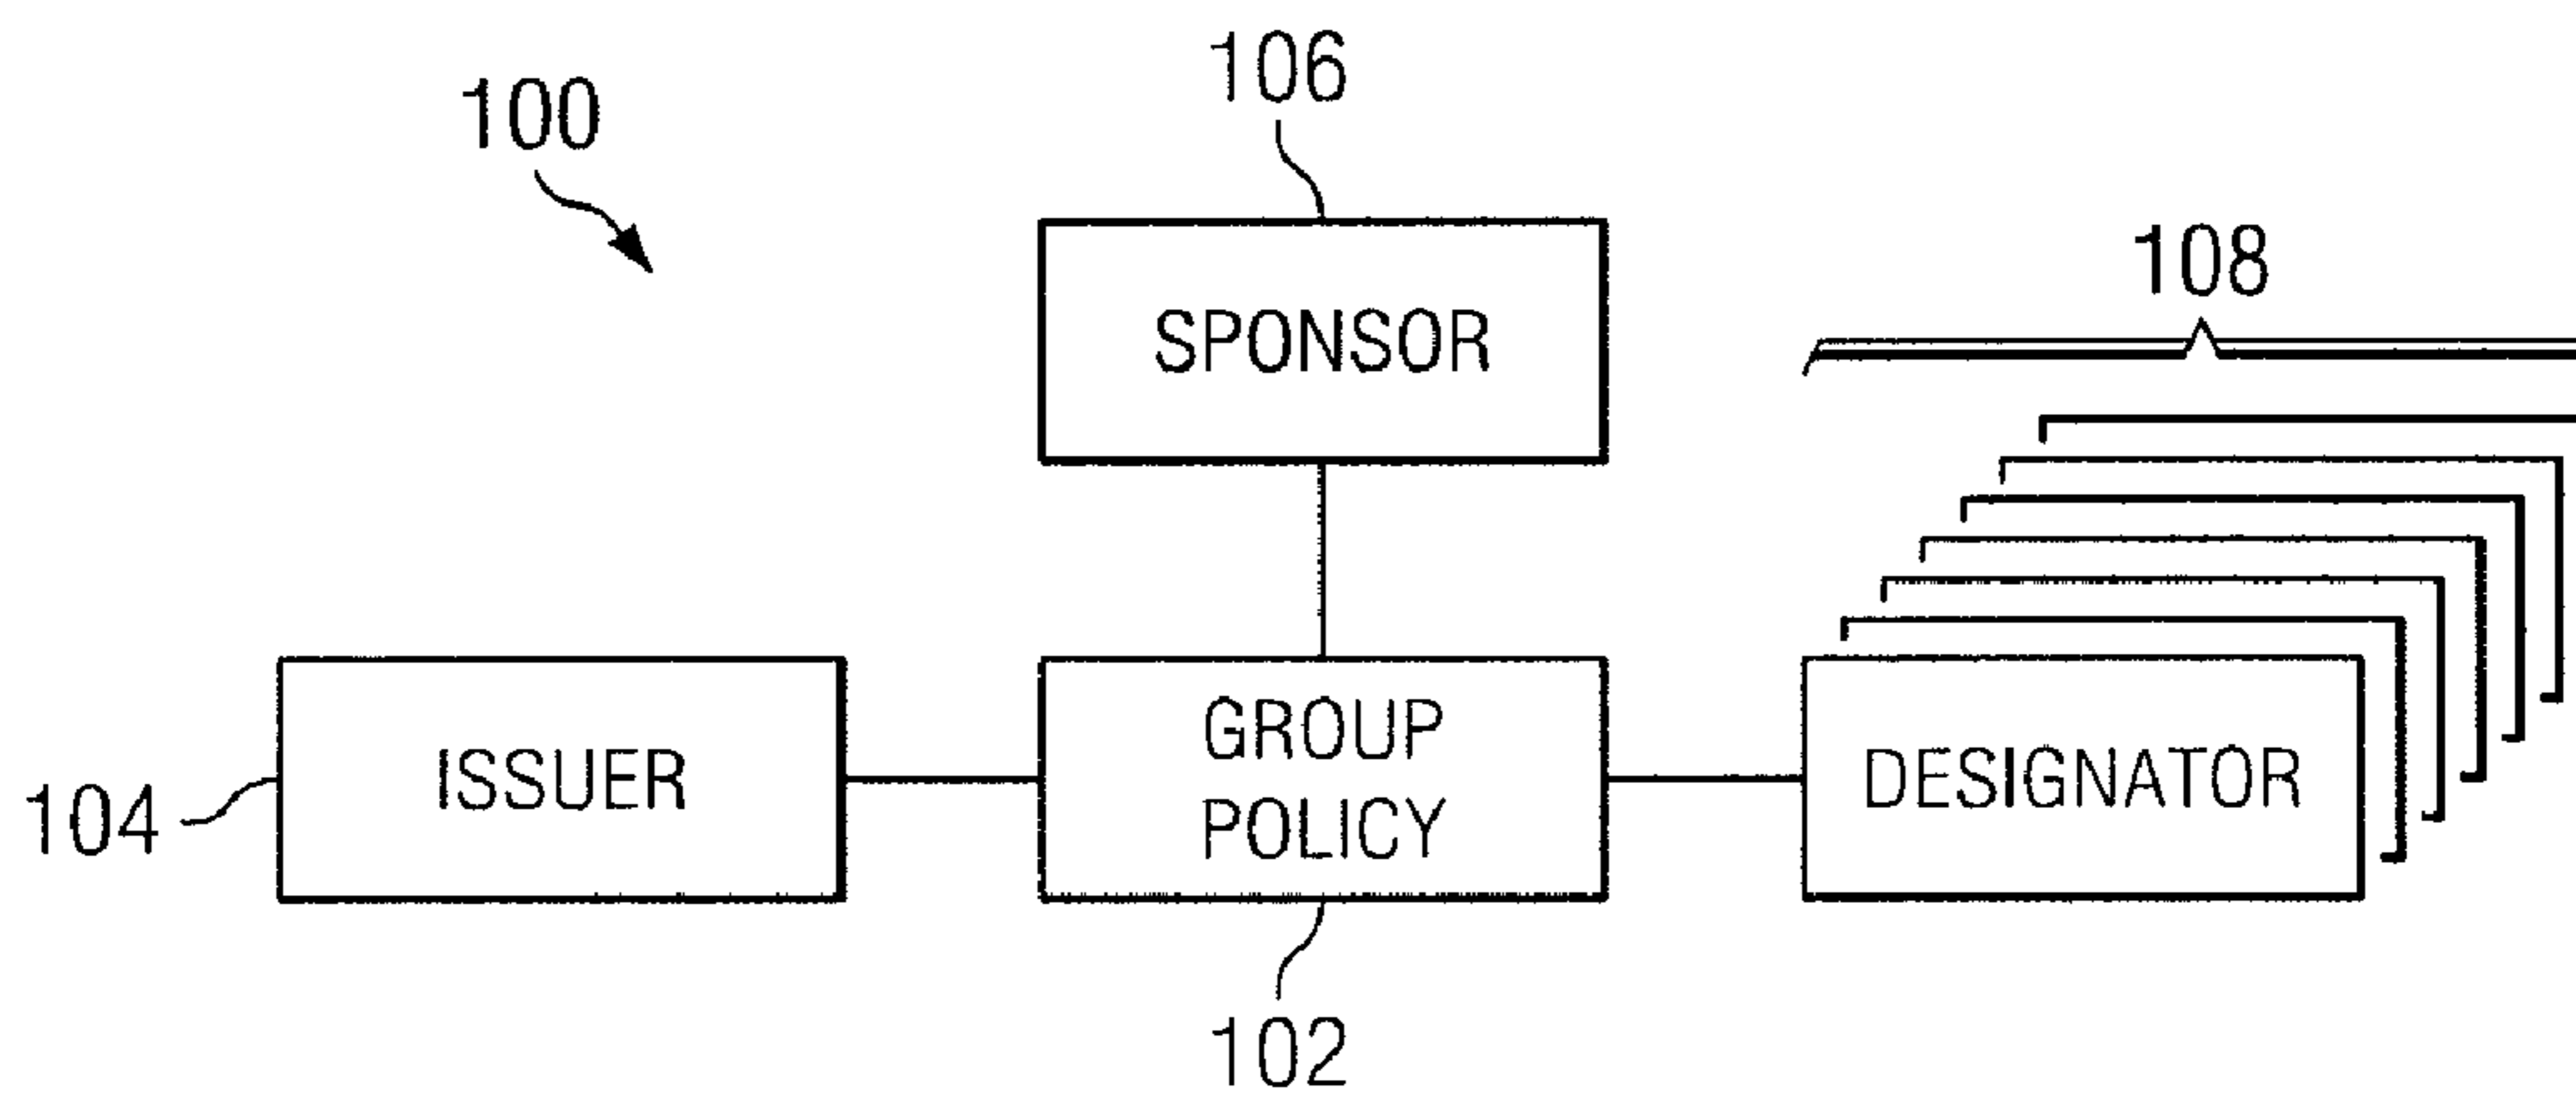 106
100
108
SPONSOR
GROUP
POLICY
ISSUER
DESIGNATOR
104
102